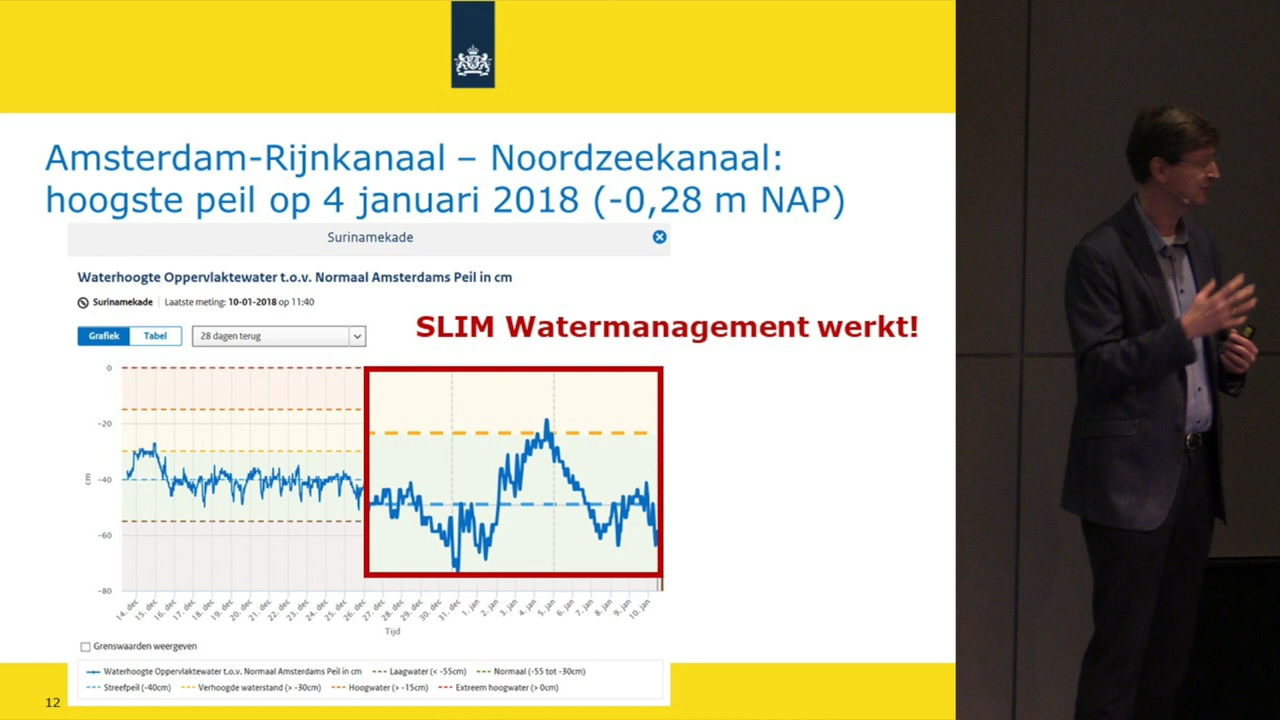 Amsterdam-Rijnkanaal – Noordzeekanaal:
hoogste peil op 4 januari 2018 (-0,28 m NAP)
Surinamekade
Waterhoogte Oppervlaktewater t.o.v. Normaal Amsterdams Peil in cm
Surinamekade | Laatste meting: 10-01-2018 op 11:40
SLIM Watermanagement werkt!
Grafiek Tabel 28 dagen terug
0
-20
-40
-60
-80
cm
14. dec 15. dec 16. dec 17. dec 18. dec 19. dec 20. dec 21. dec 22. dec 23. dec 24. dec 25. dec 26. dec 27. dec 28. dec 29. dec 30. dec 31. dec 1. jan 2. jan 3. jan 4. jan 5. jan 6. jan 7. jan 8. jan 9. jan 10. jan
Tijd
Grenswaarden weergeven
Waterhoogte Oppervlaktewater t.o.v. Normaal Amsterdams Peil in cm Laagwater (< -55cm) Normaal (-55 tot -30cm)
Streefpeil (-40cm) Verhoogde waterstand (> -30cm) Hoogwater (> -15cm) Extreem hoogwater (> 0cm)
12